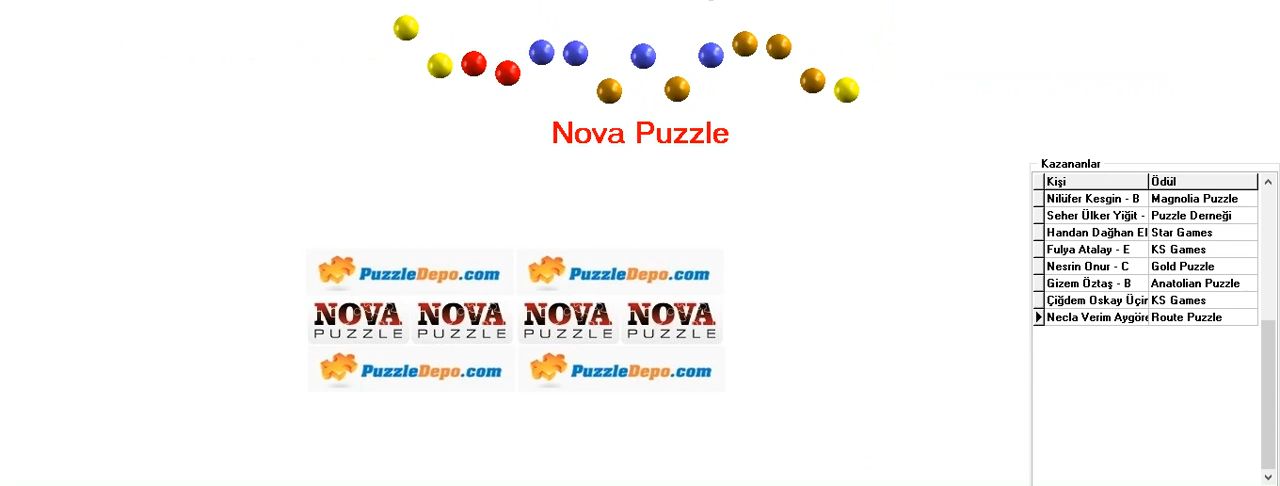 Nova Puzzle
Kazananlar
Kişi Ödül
Nilüfer Kesgin - B Magnolia Puzzle
Seher Ülker Yiğit - Puzzle Derneği
Handan Dağhan El Star Games
Fulya Atalay - E KS Games
Nesrin Onur - C Gold Puzzle
Gizem Öztaş - B Anatolian Puzzle
Çiğdem Oskay Üçir KS Games
Necla Verim Aygöre Route Puzzle
PuzzleDepo.com PuzzleDepo.com
NOVA PUZZLE NOVA PUZZLE NOVA PUZZLE NOVA PUZZLE
PuzzleDepo.com PuzzleDepo.com